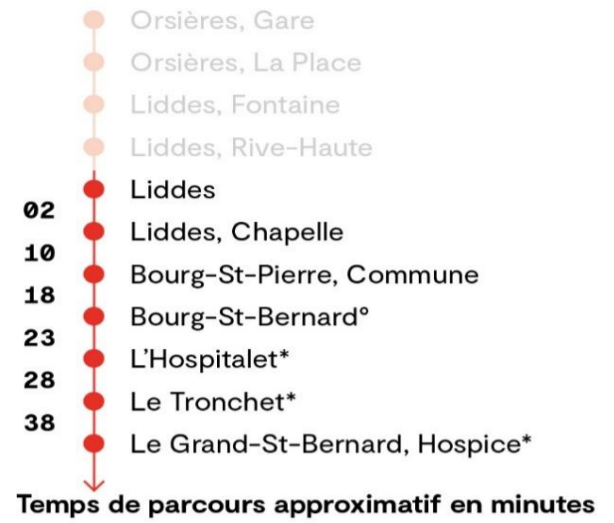 Orsières, Gare
Orsières, La Place
Liddes, Fontaine
Liddes, Rive-Haute
Liddes
02
Liddes, Chapelle
10
Bourg-St-Pierre, Commune
18
Bourg-St-Bernard°
23
L'Hospitalet*
28
Le Tronchet*
38
Le Grand-St-Bernard, Hospice*
Temps de parcours approximatif en minutes